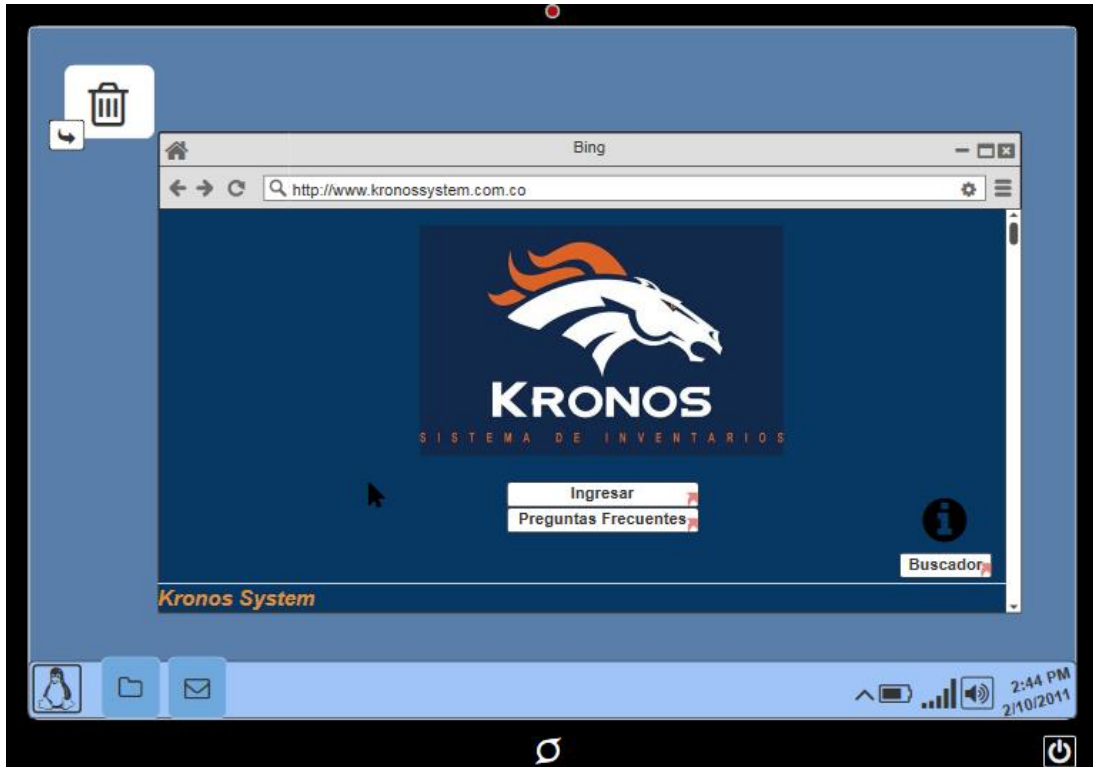 Bing
http://www.kronossystem.com.co
KRONOS
SISTEMA DE INVENTARIOS
Ingresar
Preguntas Frecuentes
Buscador
Kronos System
2:44 PM
2/10/2011